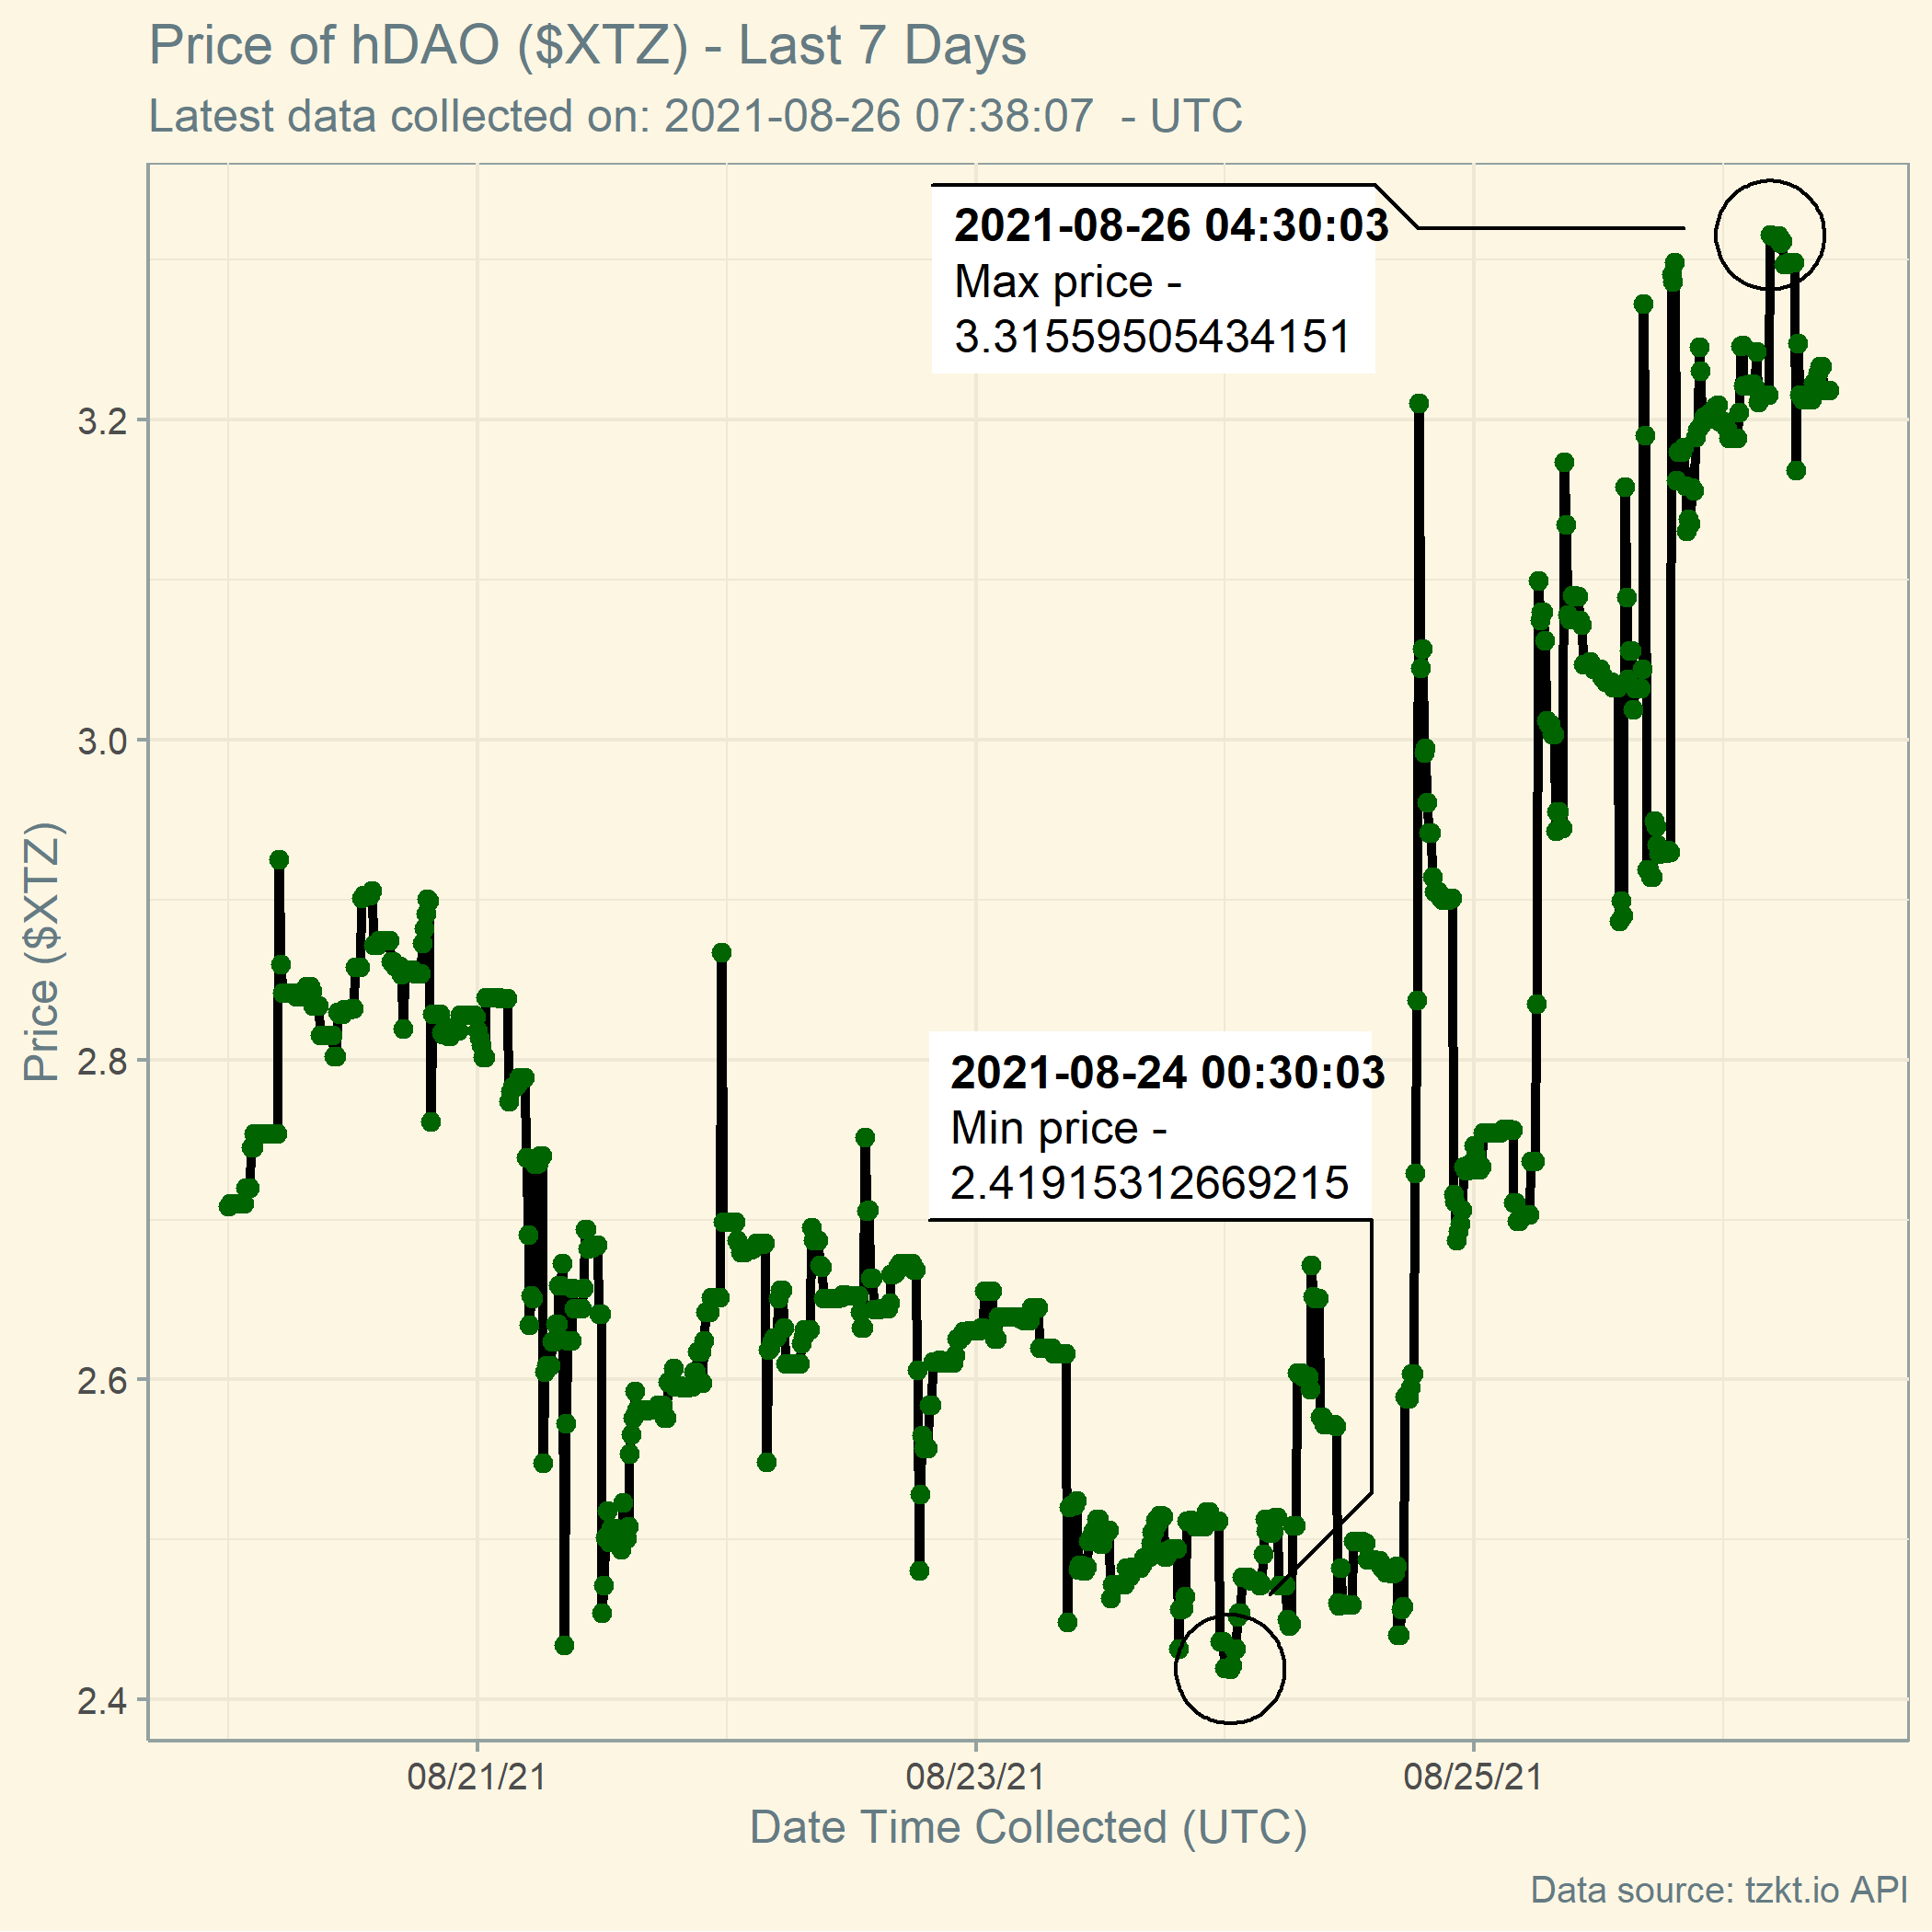 Price of hDAO ($XTZ) - Last 7 Days
Latest data collected on: 2021-08-26 07:38:07  - UTC
2021-08-26 04:30:03
Max price -
3.31559505434151
3.2
3.0
2.8
2.6
2.4
Price ($XTZ)
2021-08-24 00:30:03
Min price -
2.41915312669215
08/21/21
08/23/21
08/25/21
Date Time Collected (UTC)
Data source: tzkt.io API